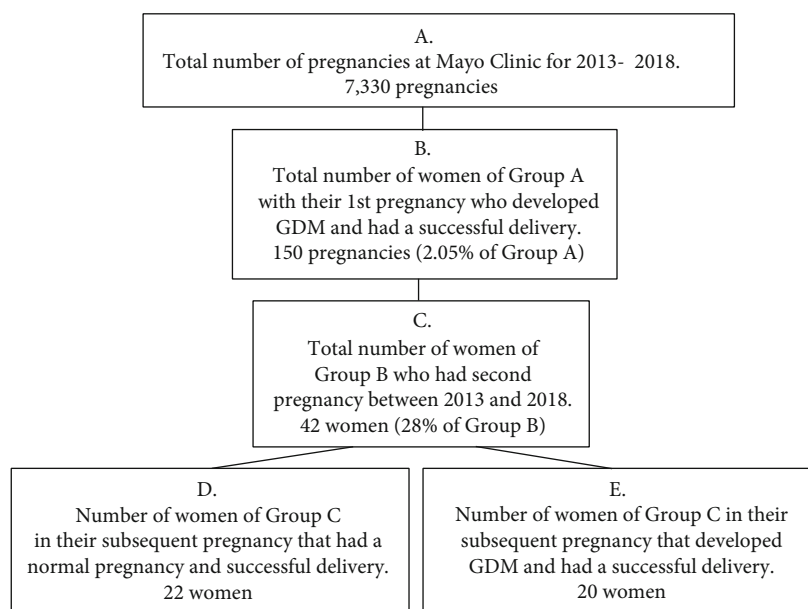 A.
Total number of pregnancies at Mayo Clinic for 2013- 2018.
7,330 pregnancies
B.
Total number of women of Group A
with their 1st pregnancy who developed
GDM and had a successful delivery.
150 pregnancies (2.05% of Group A)
C.
Total number of women of
Group B who had second
pregnancy between 2013 and 2018.
42 women (28% of Group B)
D.
Number of women of Group C
in their subsequent pregnancy that had a
normal pregnancy and successful delivery.
22 women
E.
Number of women of Group C in their
subsequent pregnancy that developed
GDM and had a successful delivery.
20 women